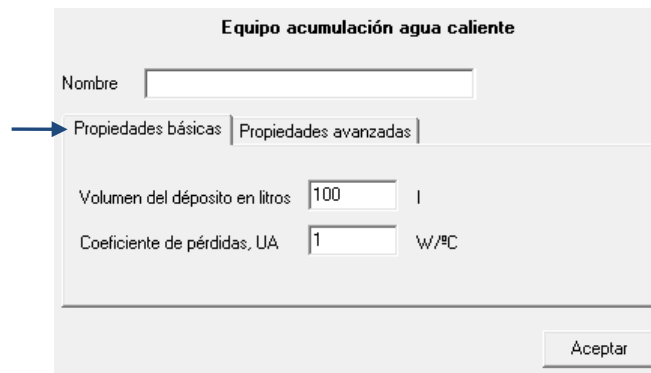 Equipo acumulación agua caliente
Nombre
Propiedades básicas Propiedades avanzadas
Volumen del depósito en litros 100 l
Coeficiente de pérdidas, UA 1 W/ºC
Aceptar